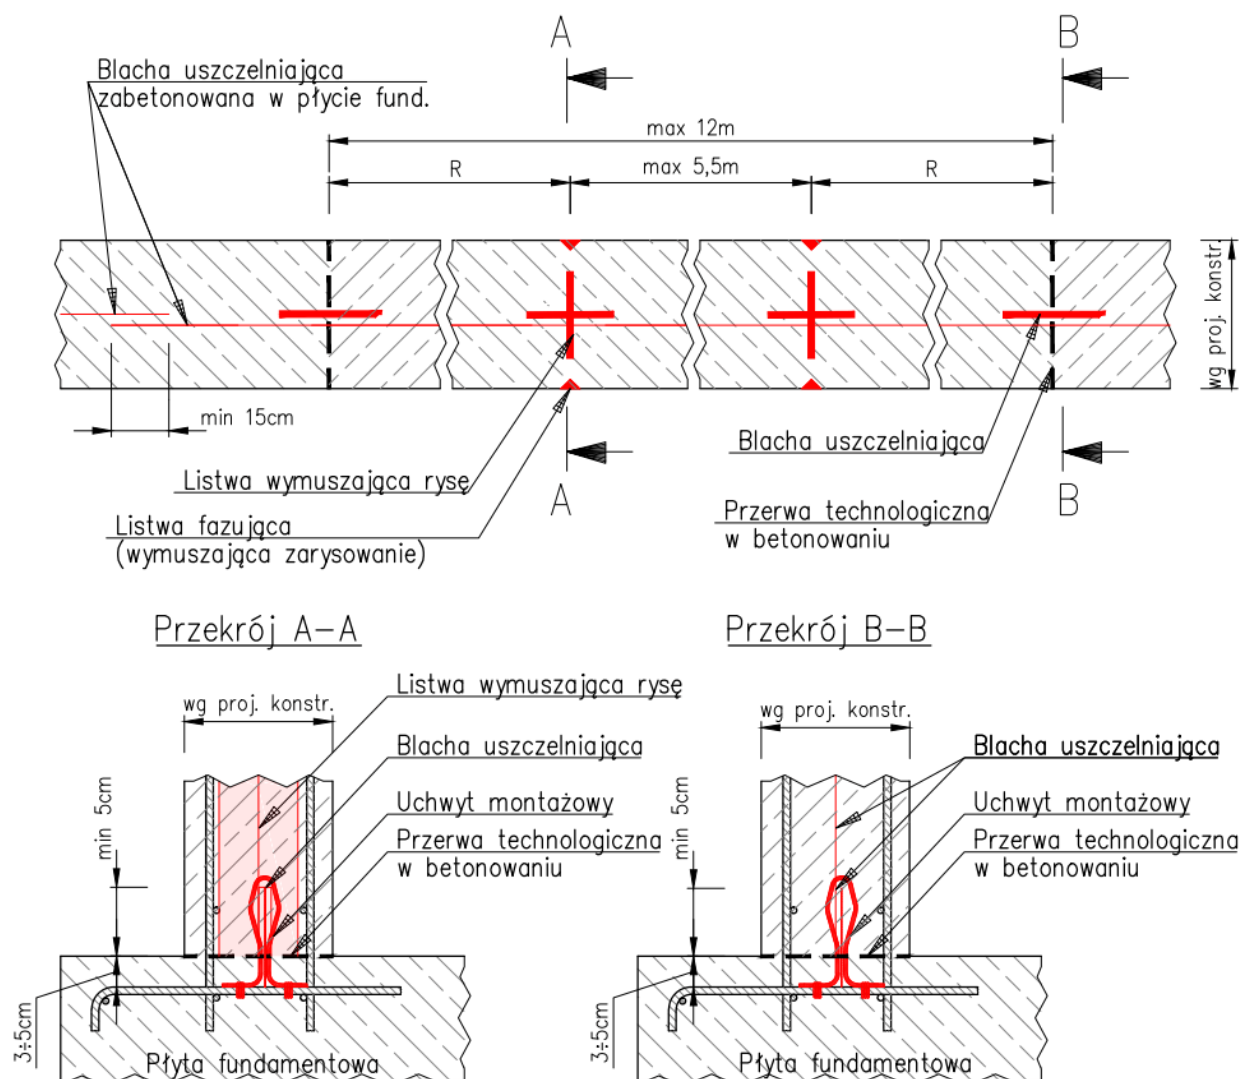 A
B
Blacha uszczelniająca
zabetonowana w płycie fund.
max 12m
R
max 5,5m
R
wg proj. konstr.
min 15cm
Blacha uszczelniająca
Listwa wymuszająca rysę
A
B
Przerwa technologiczna
w betonowaniu
Listwa fazująca
(wymuszająca zarysowanie)
Przekrój A-A
Przekrój B-B
Listwa wymuszająca rysę
wg proj. konstr.
Blacha uszczelniająca
min 5cm
Uchwyt montażowy
Przerwa technologiczna
w betonowaniu
3÷5cm
Płyta fundamentowa
wg proj. konstr.
Blacha uszczelniająca
min 5cm
Uchwyt montażowy
Przerwa technologiczna
w betonowaniu
3÷5cm
Płyta fundamentowa